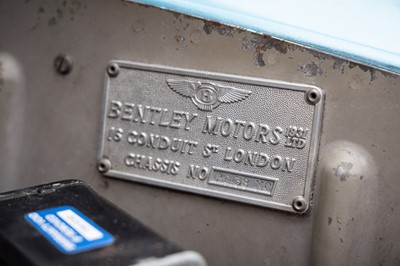 B
BENTLEY MOTORS 1931 LTD
16 CONDUIT ST LONDON
CHASSIS NO